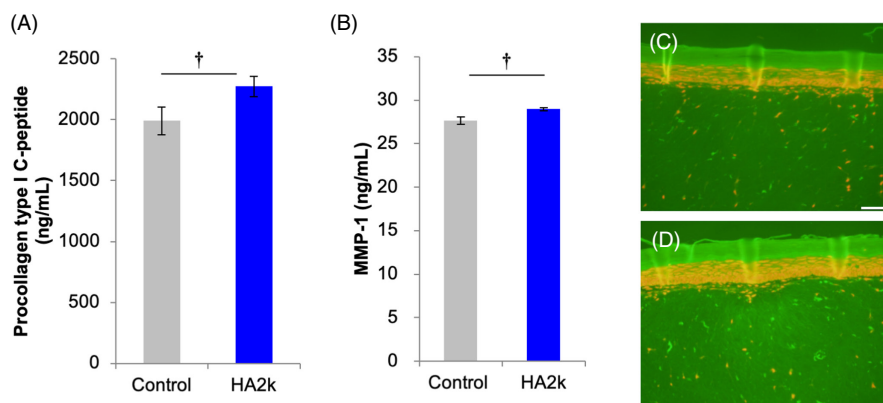 (A)
Procollagen type I C-peptide
(ng/mL)
2500
2000
1500
1000
500
0
†
Control
HA2k
(B)
MMP-1 (ng/mL)
35
30
25
20
15
10
5
0
†
Control
HA2k
(C)
(D)